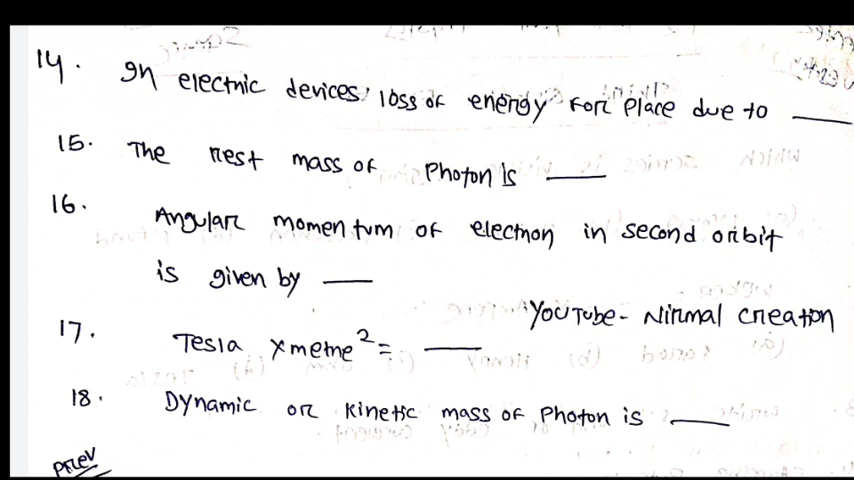 14. In electric devices loss of energy for place due to ___
15. The rest mass of Photon is ___
16. Angular momentum of electron in second orbit
is given by ___
YouTube- Nirmal creation
17. Tesla x metre² = ___
18. Dynamic or kinetic mass of Photon is ___
Prev